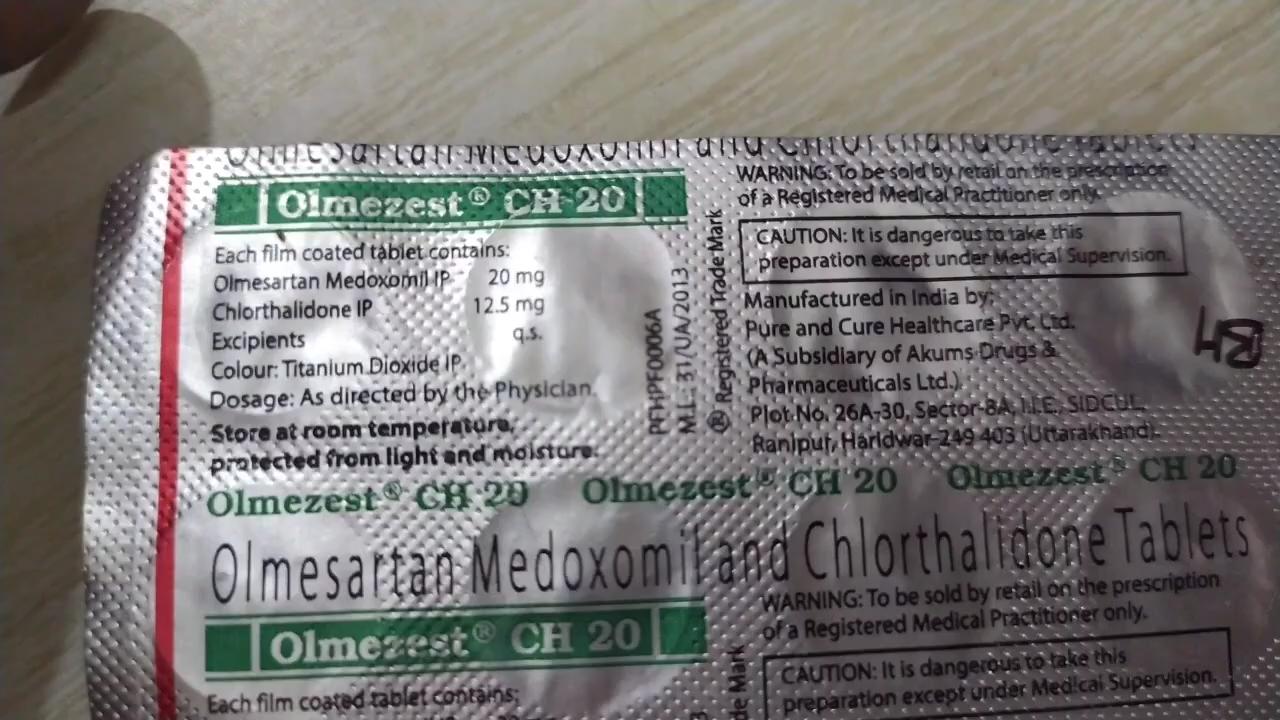 Olmesartan Medoxomil and Chlorthalidone Tablets
Olmezest® CH 20
Each film coated tablet contains:
Olmesartan Medoxomil IP 20 mg
Chlorthalidone IP 12.5 mg
Excipients q.s.
Colour: Titanium Dioxide IP
Dosage: As directed by the Physician.
Store at room temperature,
protected from light and moisture.
PFHPF0006A
M.L. 31/UA/2013
® Registered Trade Mark
WARNING: To be sold by retail on the prescription
of a Registered Medical Practitioner only.
CAUTION: It is dangerous to take this
preparation except under Medical Supervision.
Manufactured in India by:
Pure and Cure Healthcare Pvt. Ltd.
(A Subsidiary of Akums Drugs &
Pharmaceuticals Ltd.)
Plot No. 26A-30, Sector-8A, I.I.E., SIDCUL,
Ranipur, Haridwar-249 403 (Uttarakhand).
Olmezest® CH 20 Olmezest® CH 20 Olmezest® CH 20
Olmesartan Medoxomil and Chlorthalidone Tablets
Olmezest® CH 20
Each film coated tablet contains:
de Mark
WARNING: To be sold by retail on the prescription
of a Registered Medical Practitioner only.
CAUTION: It is dangerous to take this
preparation except under Medical Supervision.